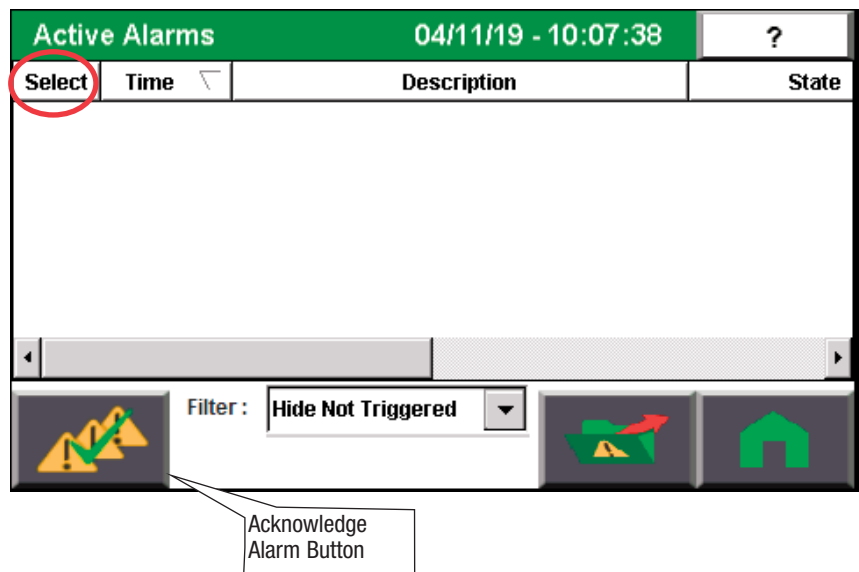 Active Alarms 04/11/19 - 10:07:38 ?
Select Time Description State
Filter : Hide Not Triggered
Acknowledge
Alarm Button